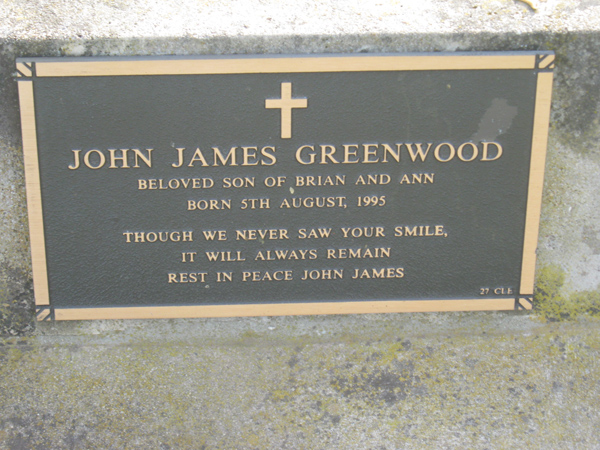 JOHN JAMES GREENWOOD
BELOVED SON OF BRIAN AND ANN
BORN 5TH AUGUST, 1995
THOUGH WE NEVER SAW YOUR SMILE,
IT WILL ALWAYS REMAIN
REST IN PEACE JOHN JAMES
27 CLE